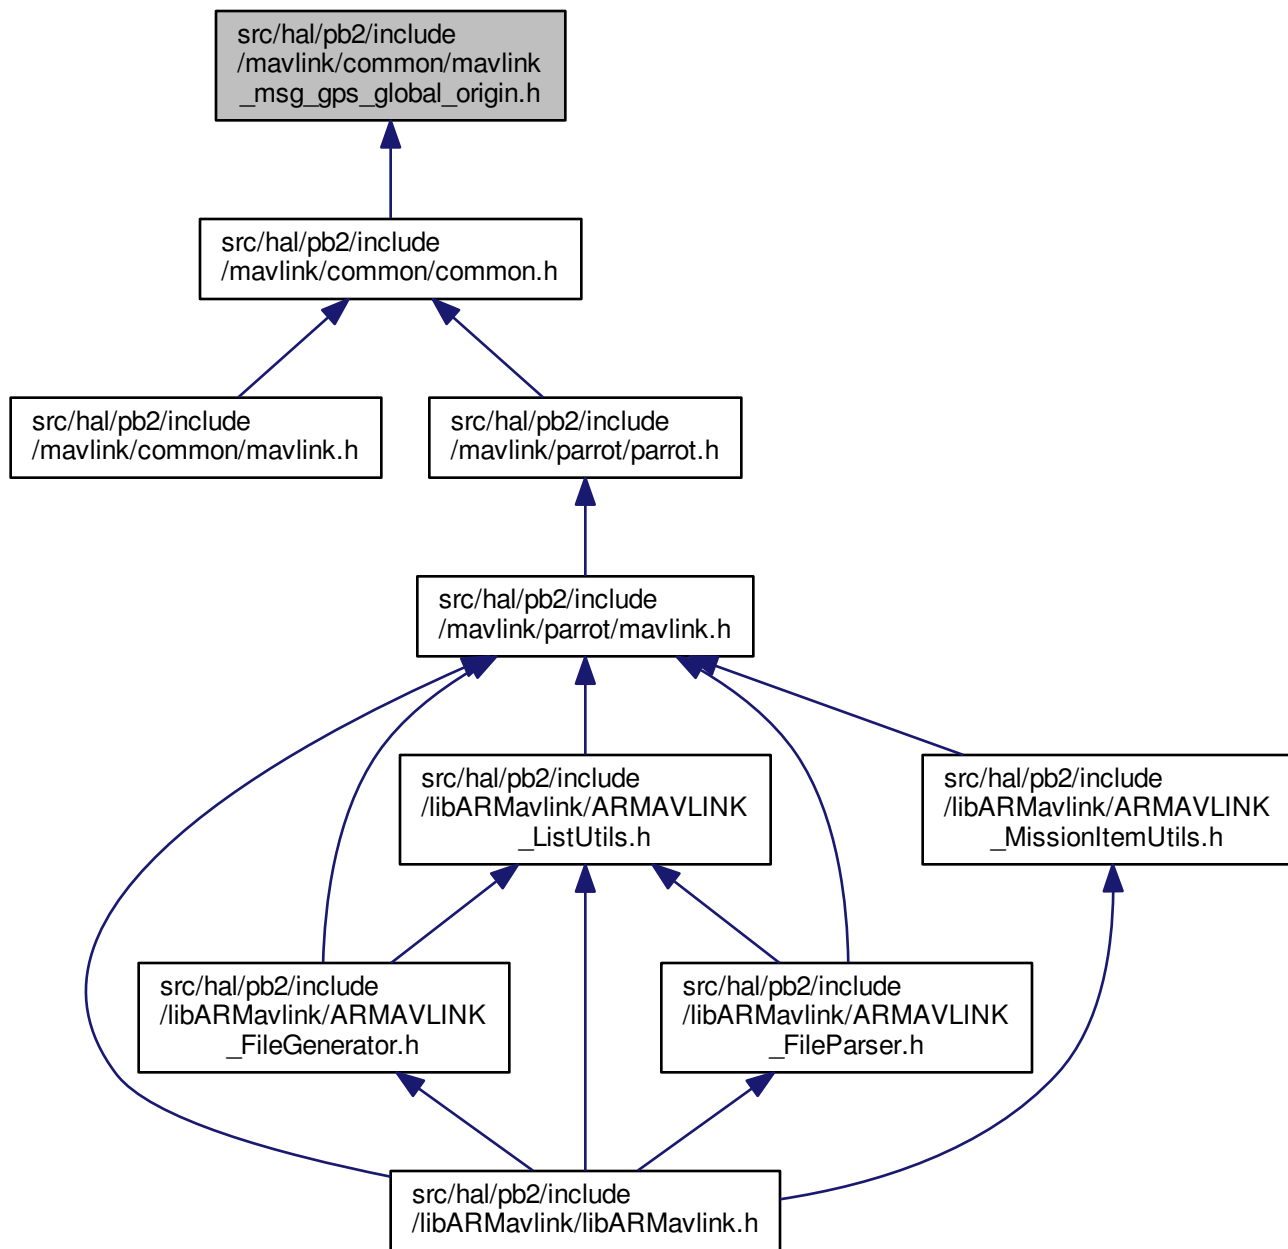 src/hal/pb2/include
/mavlink/common/mavlink
_msg_gps_global_origin.h
src/hal/pb2/include
/mavlink/common/common.h
src/hal/pb2/include
/mavlink/common/mavlink.h
src/hal/pb2/include
/mavlink/parrot/parrot.h
src/hal/pb2/include
/mavlink/parrot/mavlink.h
src/hal/pb2/include
/libARMavlink/ARMAVLINK
_ListUtils.h
src/hal/pb2/include
/libARMavlink/ARMAVLINK
_MissionItemUtils.h
src/hal/pb2/include
/libARMavlink/ARMAVLINK
_FileGenerator.h
src/hal/pb2/include
/libARMavlink/ARMAVLINK
_FileParser.h
src/hal/pb2/include
/libARMavlink/libARMavlink.h